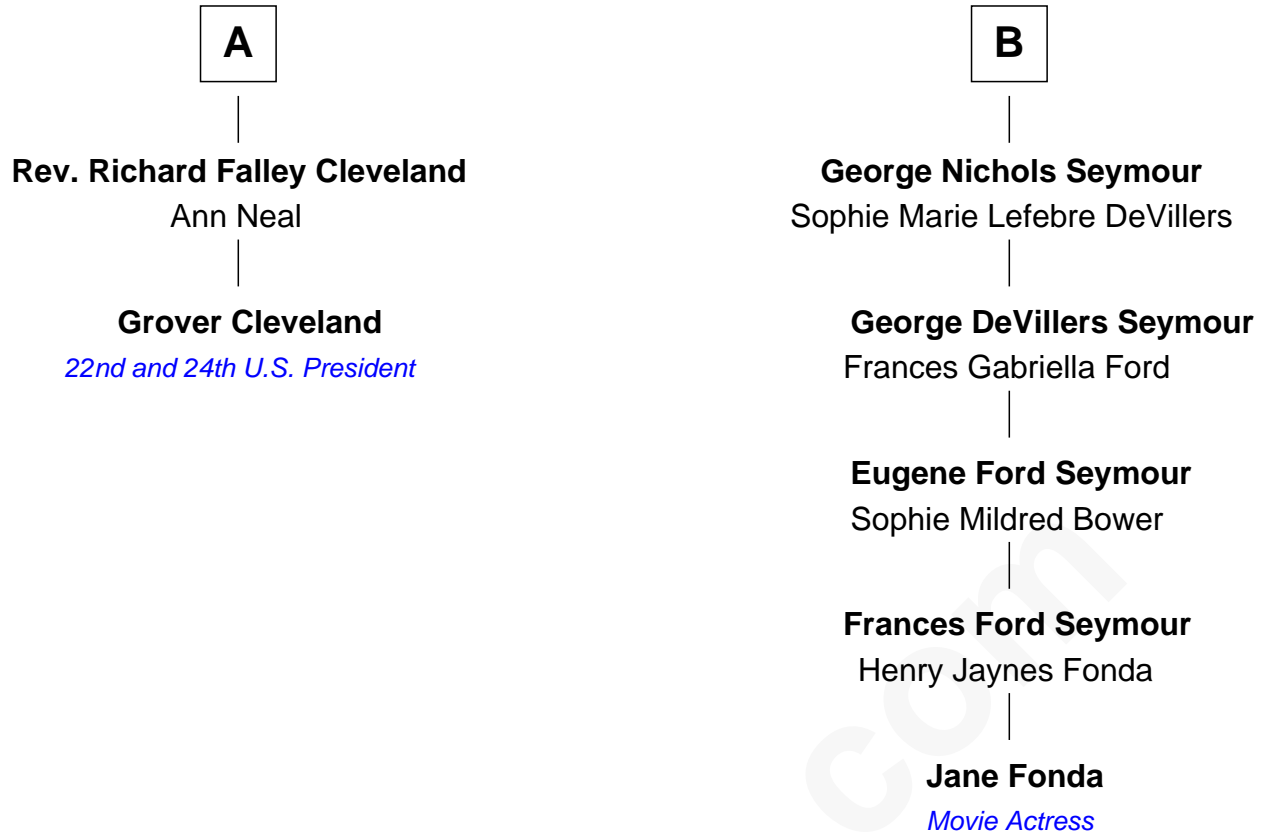 A
Rev. Richard Falley Cleveland
Ann Neal
Grover Cleveland
22nd and 24th U.S. President
B
George Nichols Seymour
Sophie Marie Lefebre DeVillers
George DeVillers Seymour
Frances Gabriella Ford
Eugene Ford Seymour
Sophie Mildred Bower
Frances Ford Seymour
Henry Jaynes Fonda
Jane Fonda
Movie Actress
com